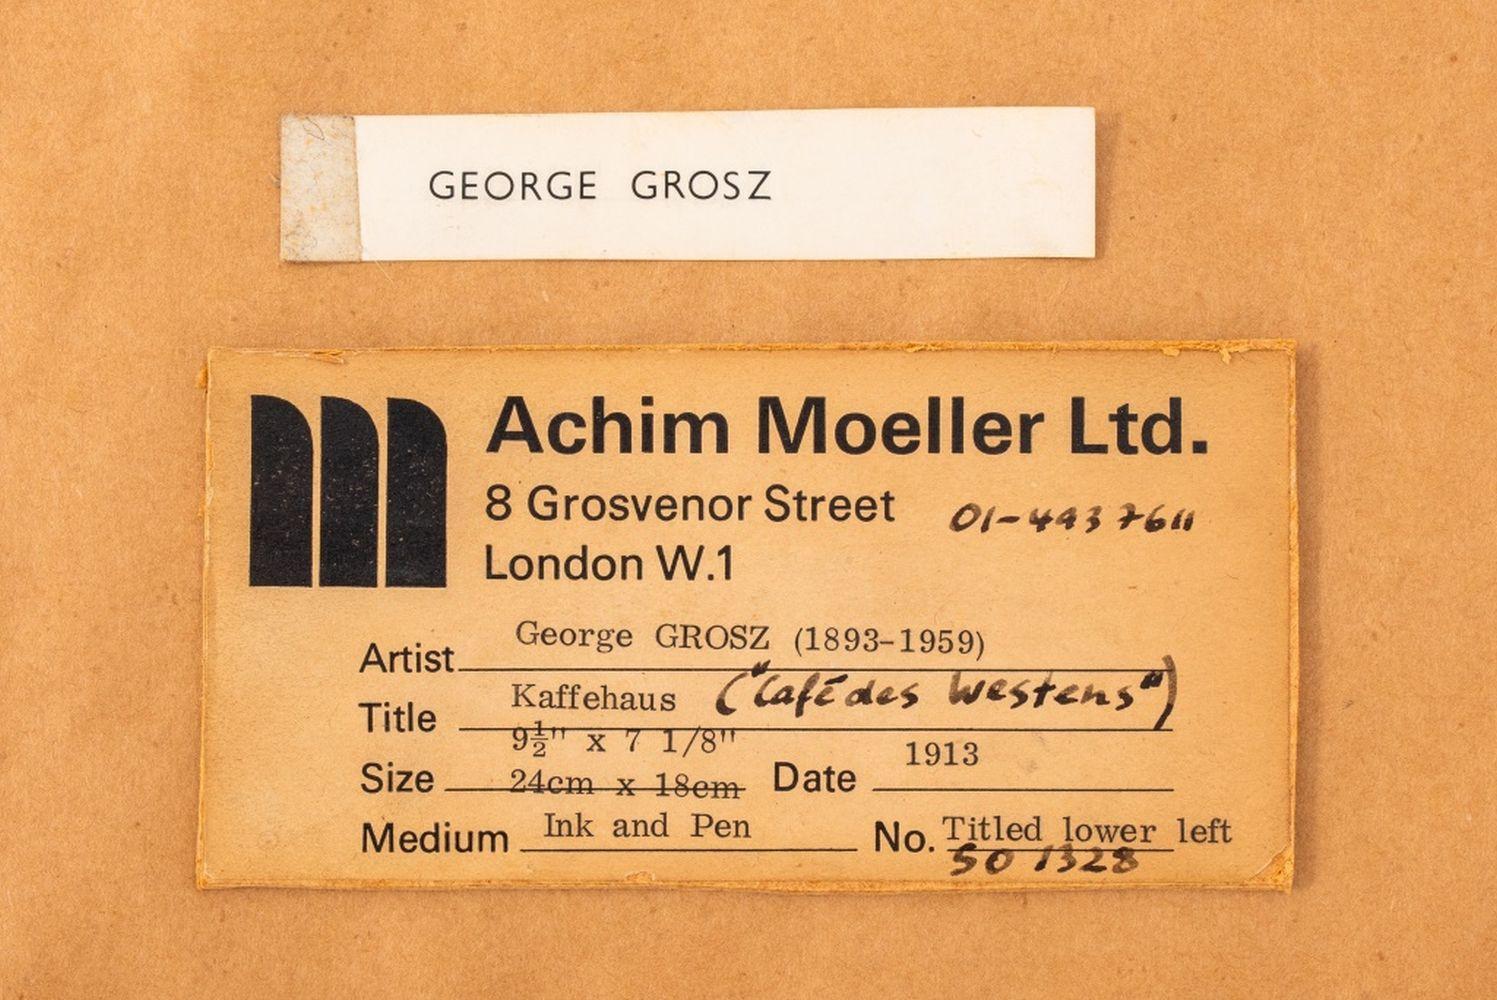 GEORGE GROSZ
Achim Moeller Ltd.
8 Grosvenor Street 01-493 7611
London W.1
Artist George GROSZ (1893-1959)
Title Kaffehaus ("Café des Westens")
9½" x 7 1/8"
Size 24cm x 18cm Date 1913
Medium Ink and Pen No. Titled lower left
SO 1328